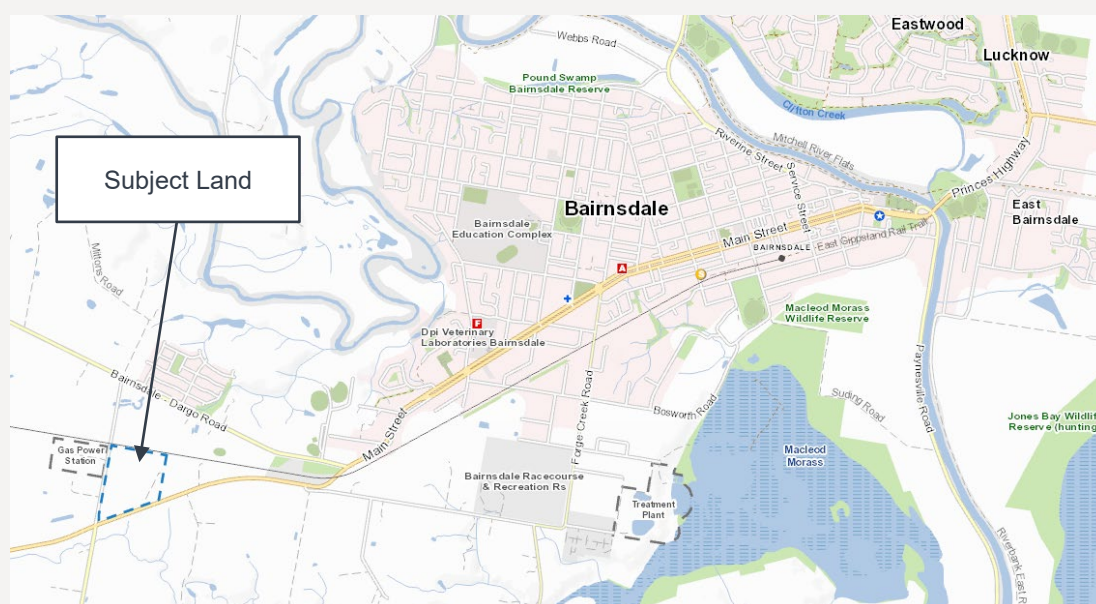 Eastwood
Lucknow
Webbs Road
Pound Swamp
Bairnsdale Reserve
Clifton Creek
Mitchell River Flats
Riverine Street
Service Street
Princes Highway
Subject Land
Bairnsdale
East
Bairnsdale
Bairnsdale
Education Complex
Main Street
East Gippsland Rail Trail
BAIRNSDALE
Mittons Road
A
F
Dpi Veterinary
Laboratories Bairnsdale
Macleod Morass
Wildlife Reserve
Bairnsdale - Dargo Road
Main Street
Forge Creek Road
Bosworth Road
Suding Road
Paynesville Road
Jones Bay Wildlif
Reserve (hunting
Gas Power
Station
Macleod
Morass
Bairnsdale Racecourse
& Recreation Rs
Treatment
Plant
Riverbank East R